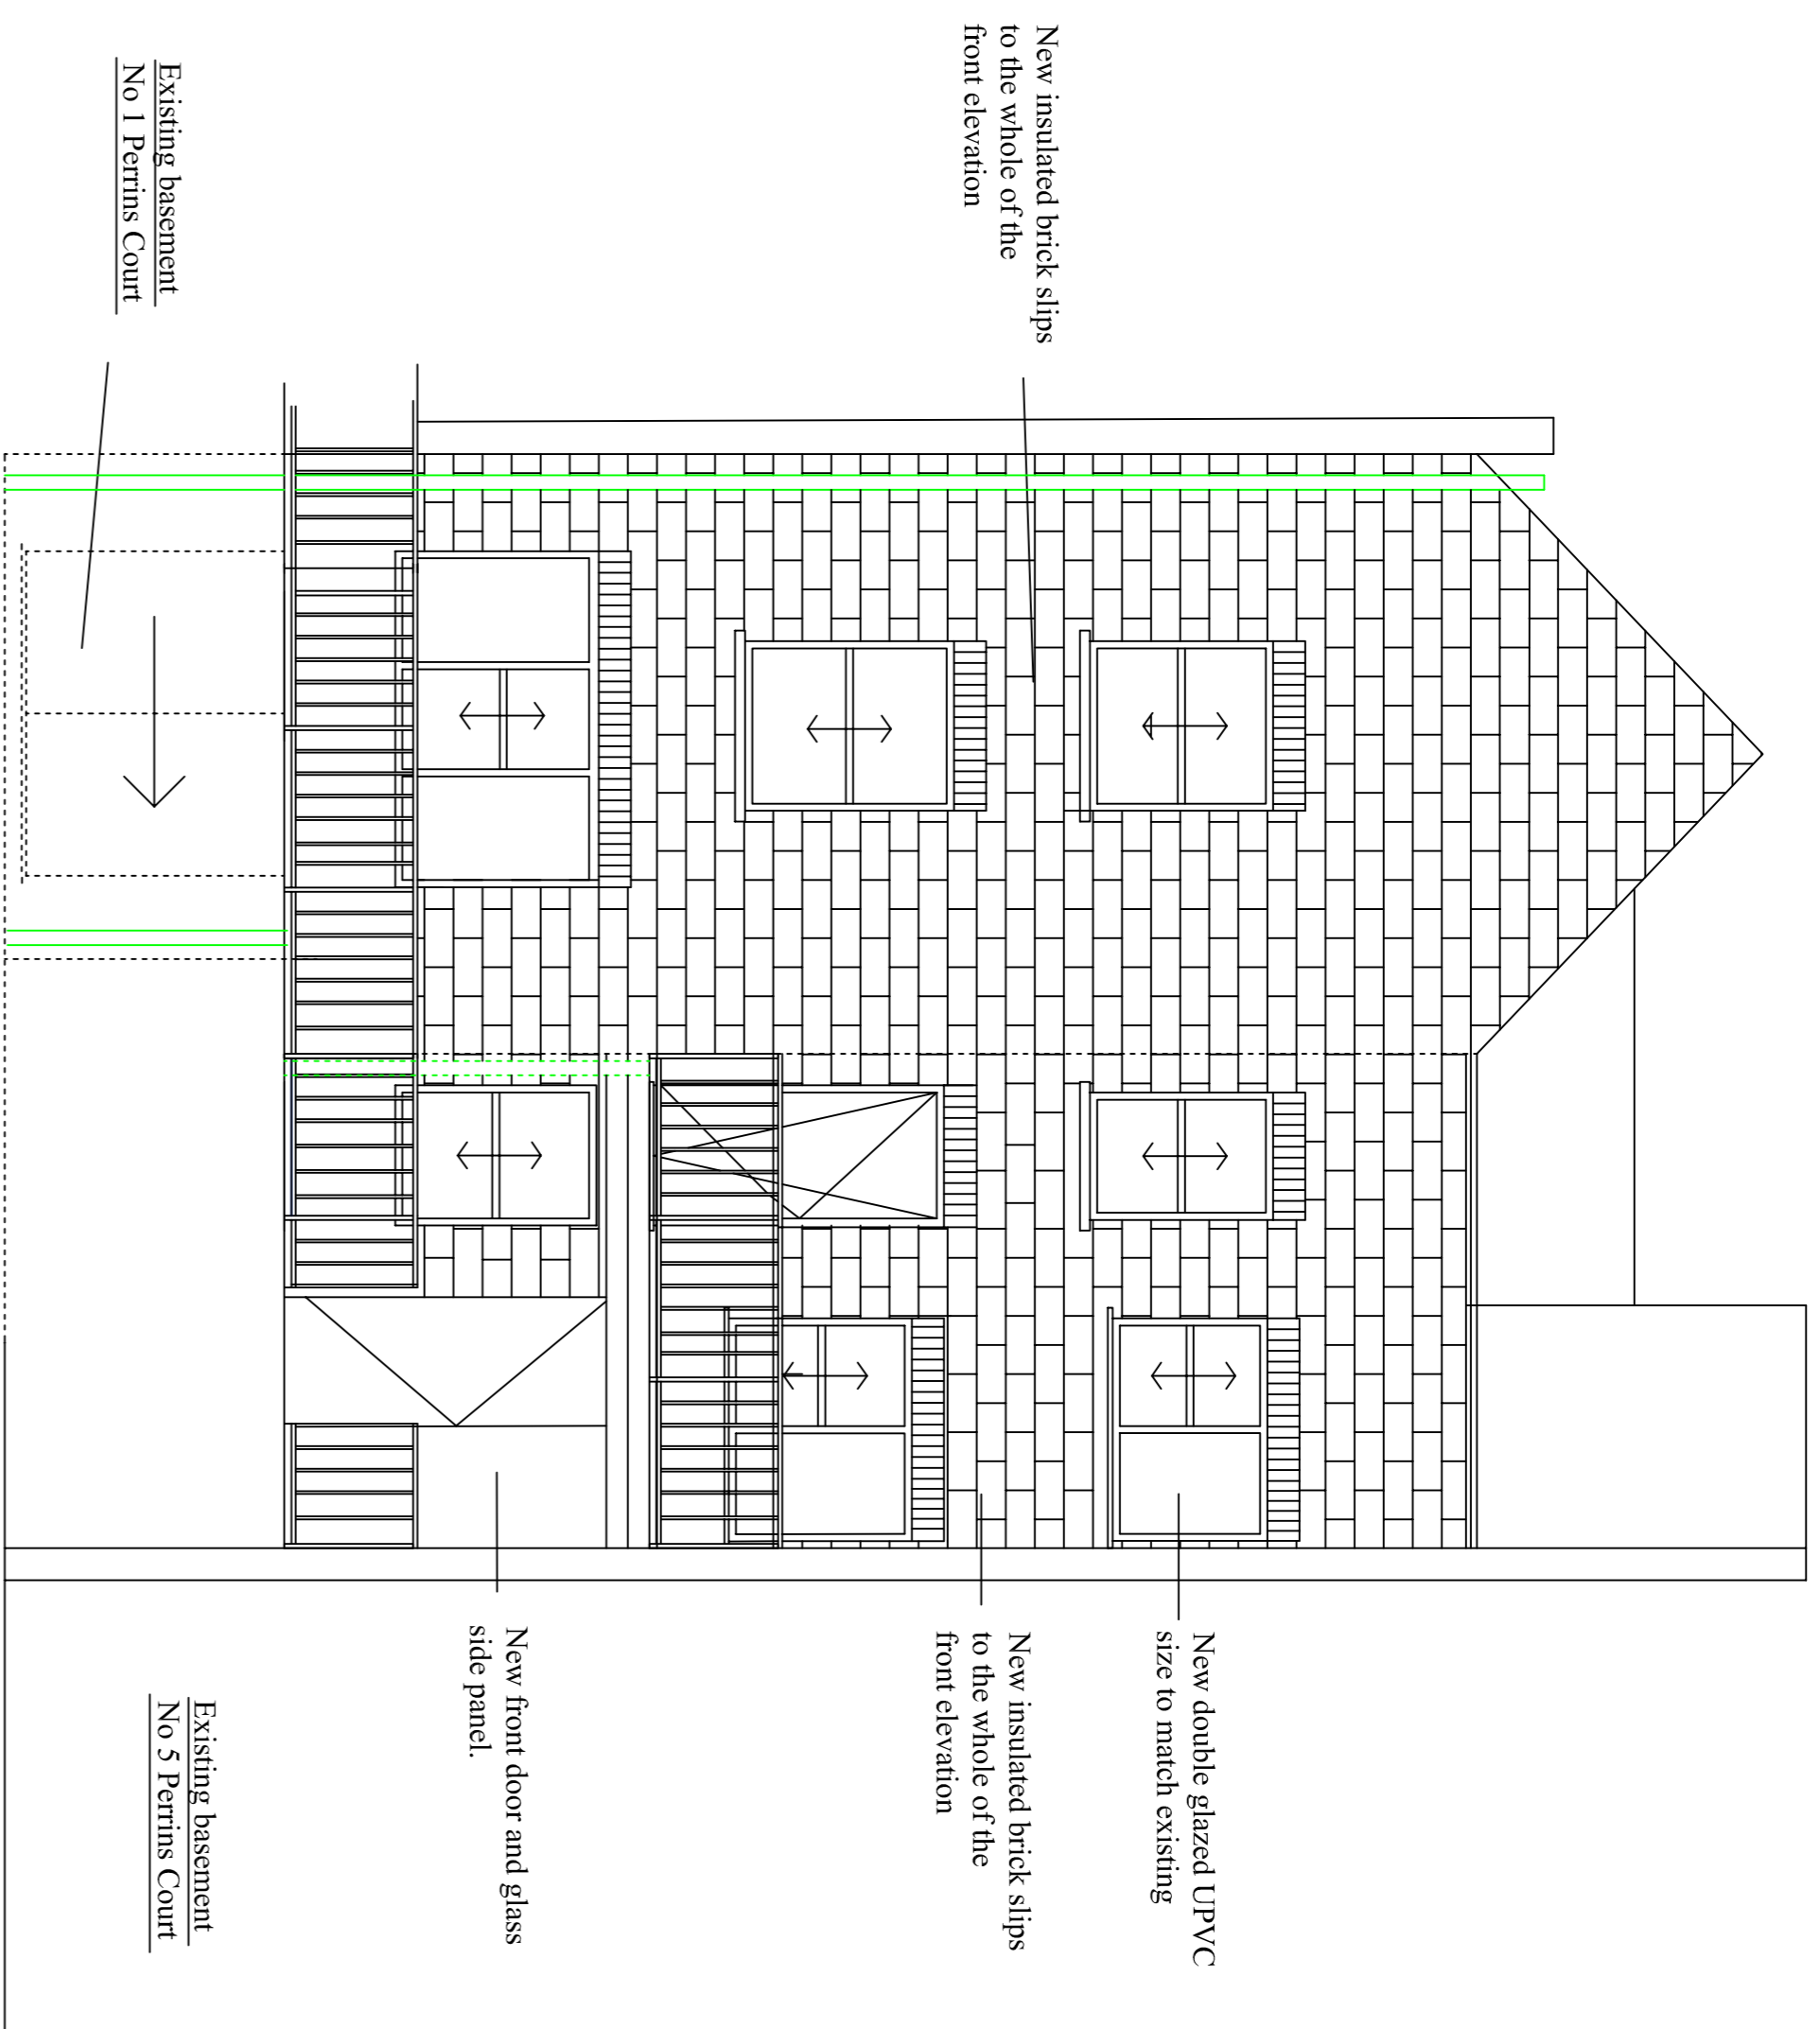 New insulated brick slips
to the whole of the
front elevation
Existing basement
No 1 Perrins Court
New double glazed UPVC
size to match existing
New insulated brick slips
to the whole of the
front elevation
New front door and glass
side panel.
Existing basement
No 5 Perrins Court